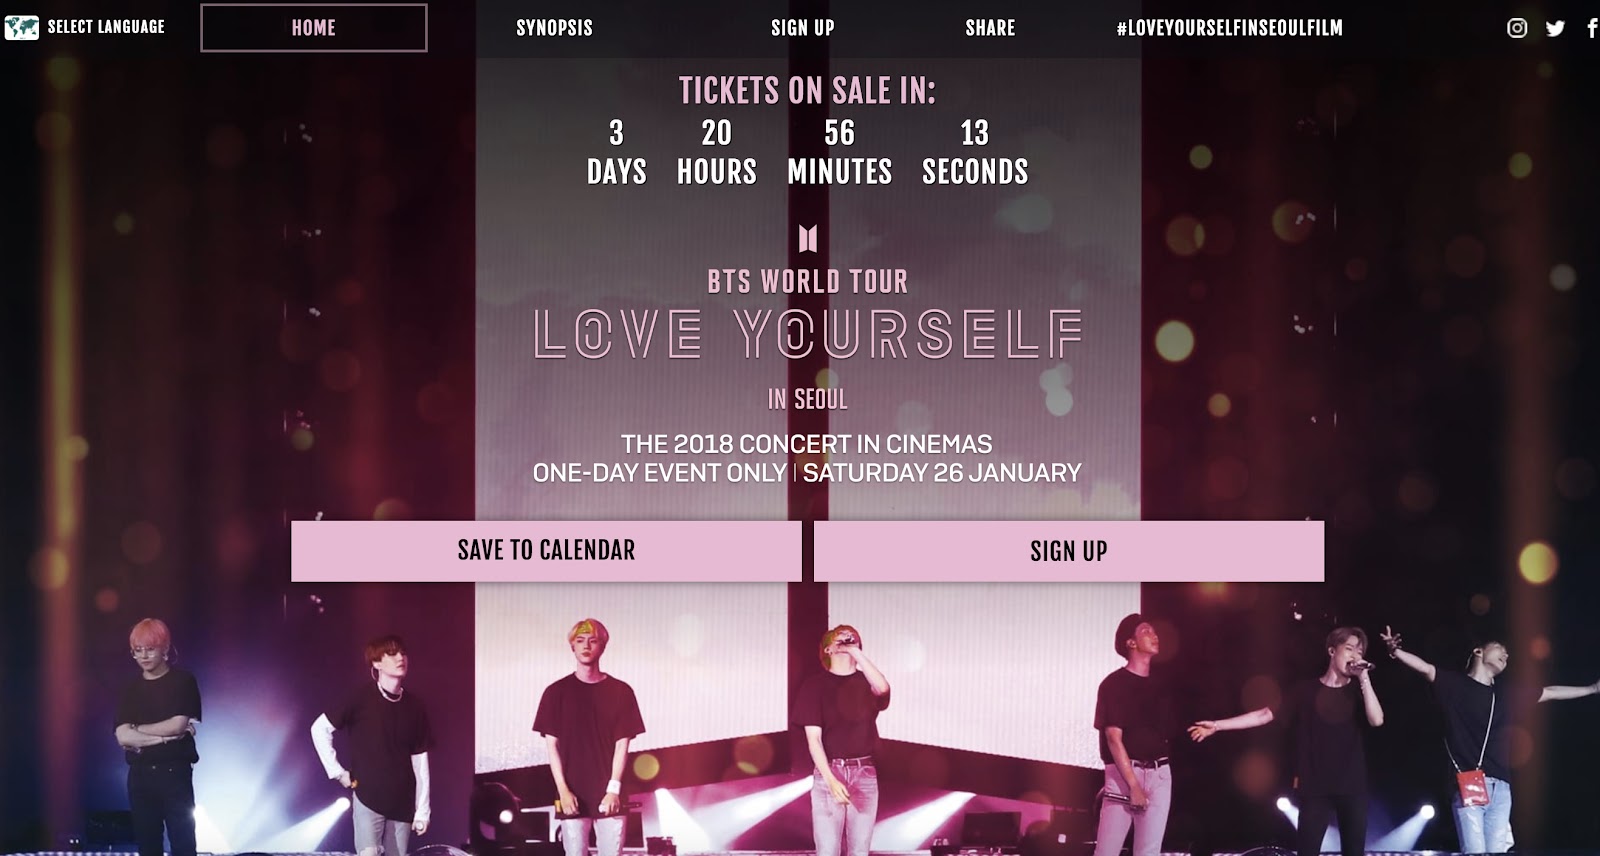 SELECT LANGUAGE
HOME
SYNOPSIS
SIGN UP
SHARE
#LOVEYOURSELFINSEOULFILM
TICKETS ON SALE IN:
3 20 56 13
DAYS HOURS MINUTES SECONDS
BTS WORLD TOUR
LOVE YOURSELF
IN SEOUL
THE 2018 CONCERT IN CINEMAS
ONE-DAY EVENT ONLY | SATURDAY 26 JANUARY
SAVE TO CALENDAR
SIGN UP